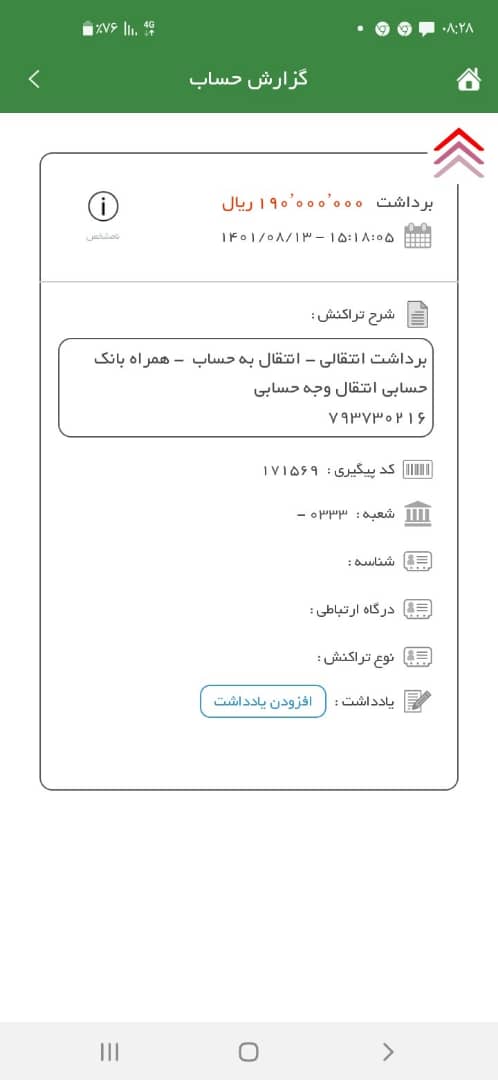 ۰۸:۲۸
4G
٪۷۶
گزارش حساب
برداشت ۱۹۰٬۰۰۰٬۰۰۰ ریال
۱۴۰۱/۰۸/۱۳ – ۱۵:۱۸:۰۵
نامشخص
شرح تراکنش :
برداشت انتقالی – انتقال به حساب – همراه بانک
حسابی انتقال وجه حسابی
۷۹۳۷۳۰۲۱۶
کد پیگیری : ۱۷۱۵۶۹
شعبه : ۰۳۳۳ –
شناسه :
درگاه ارتباطی :
نوع تراکنش :
یادداشت : افزودن یادداشت